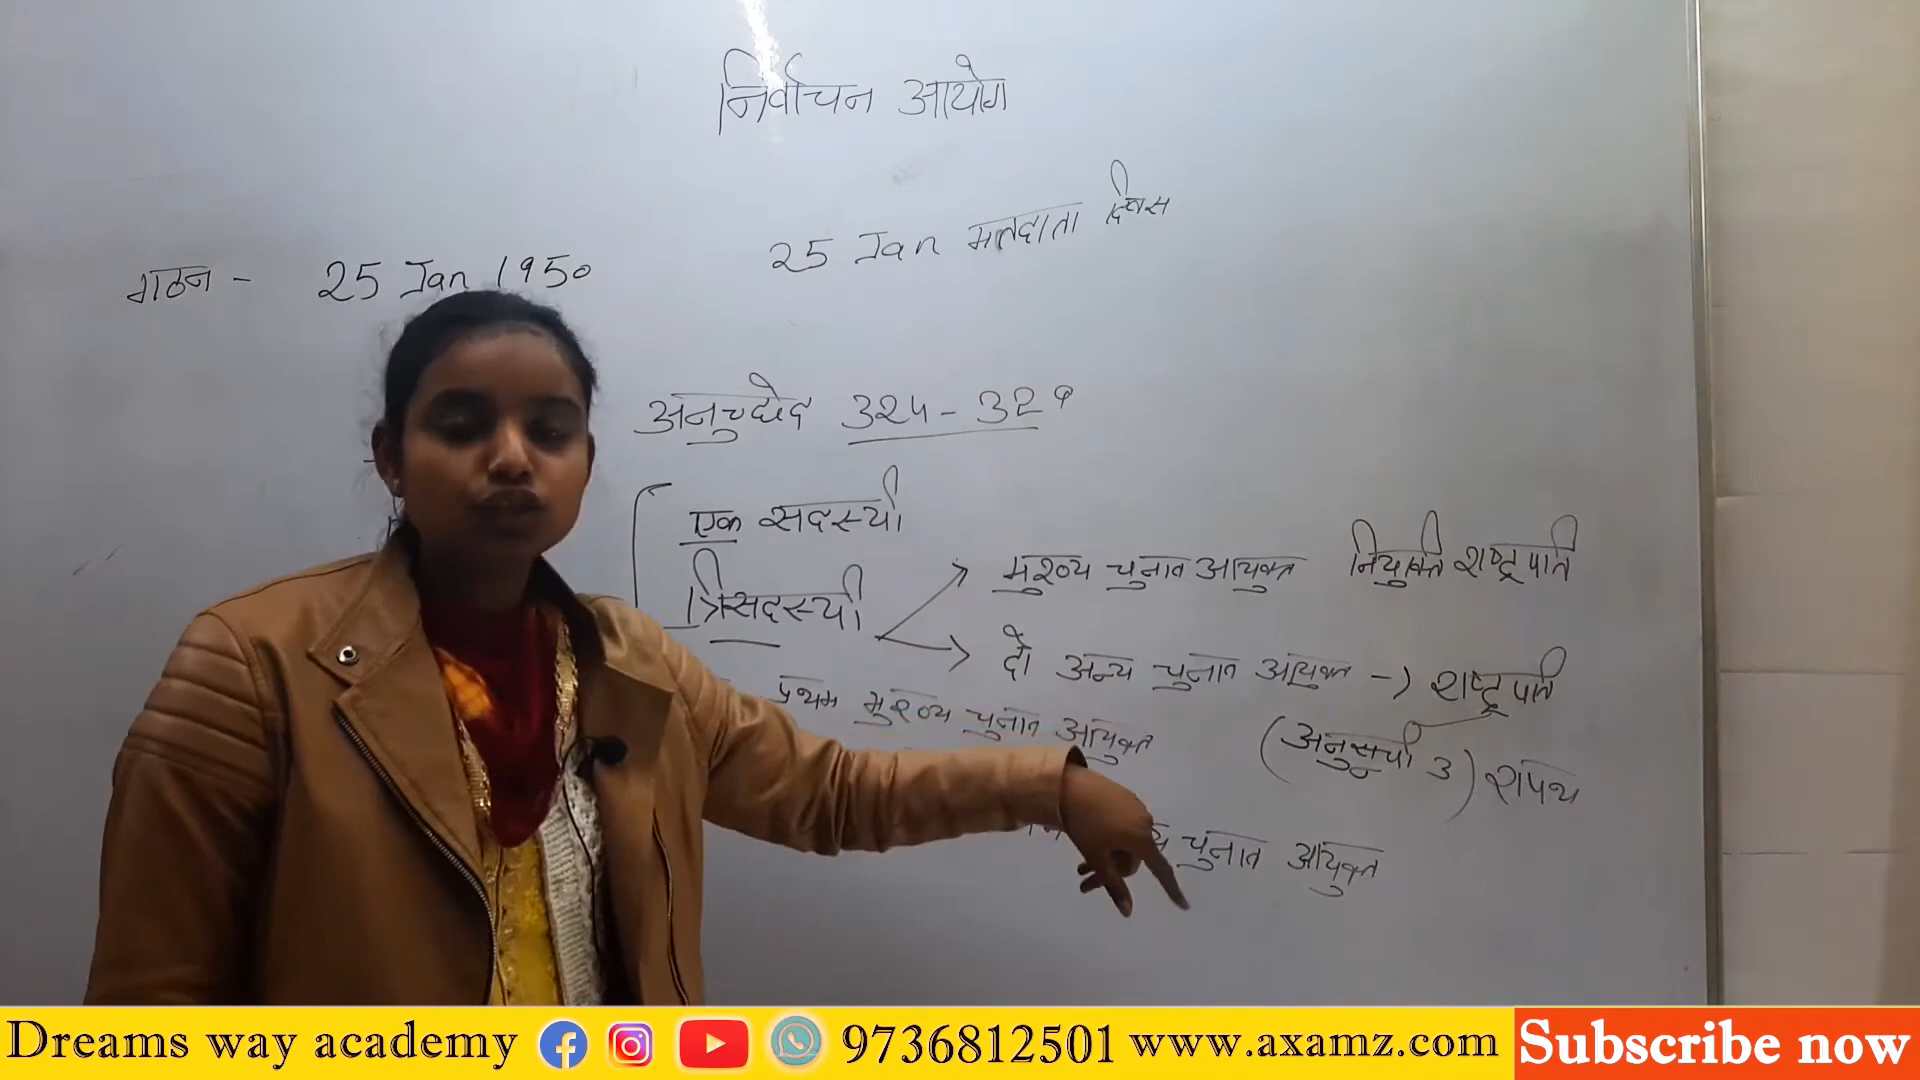 निर्वाचन आयोग
25 Jan मतदाता दिवस
गठन - 25 Jan 1950
अनुच्छेद 324 - 329
एक सदस्यी
त्रिसदस्यी
मुख्य चुनाव आयुक्त नियुक्ति राष्ट्रपति
दो अन्य चुनाव आयुक्त -> राष्ट्रपति
प्रथम मुख्य चुनाव आयुक्त
(अनुसूची 3) शपथ
चुनाव आयुक्त
Dreams way academy 9736812501 www.axamz.com Subscribe now